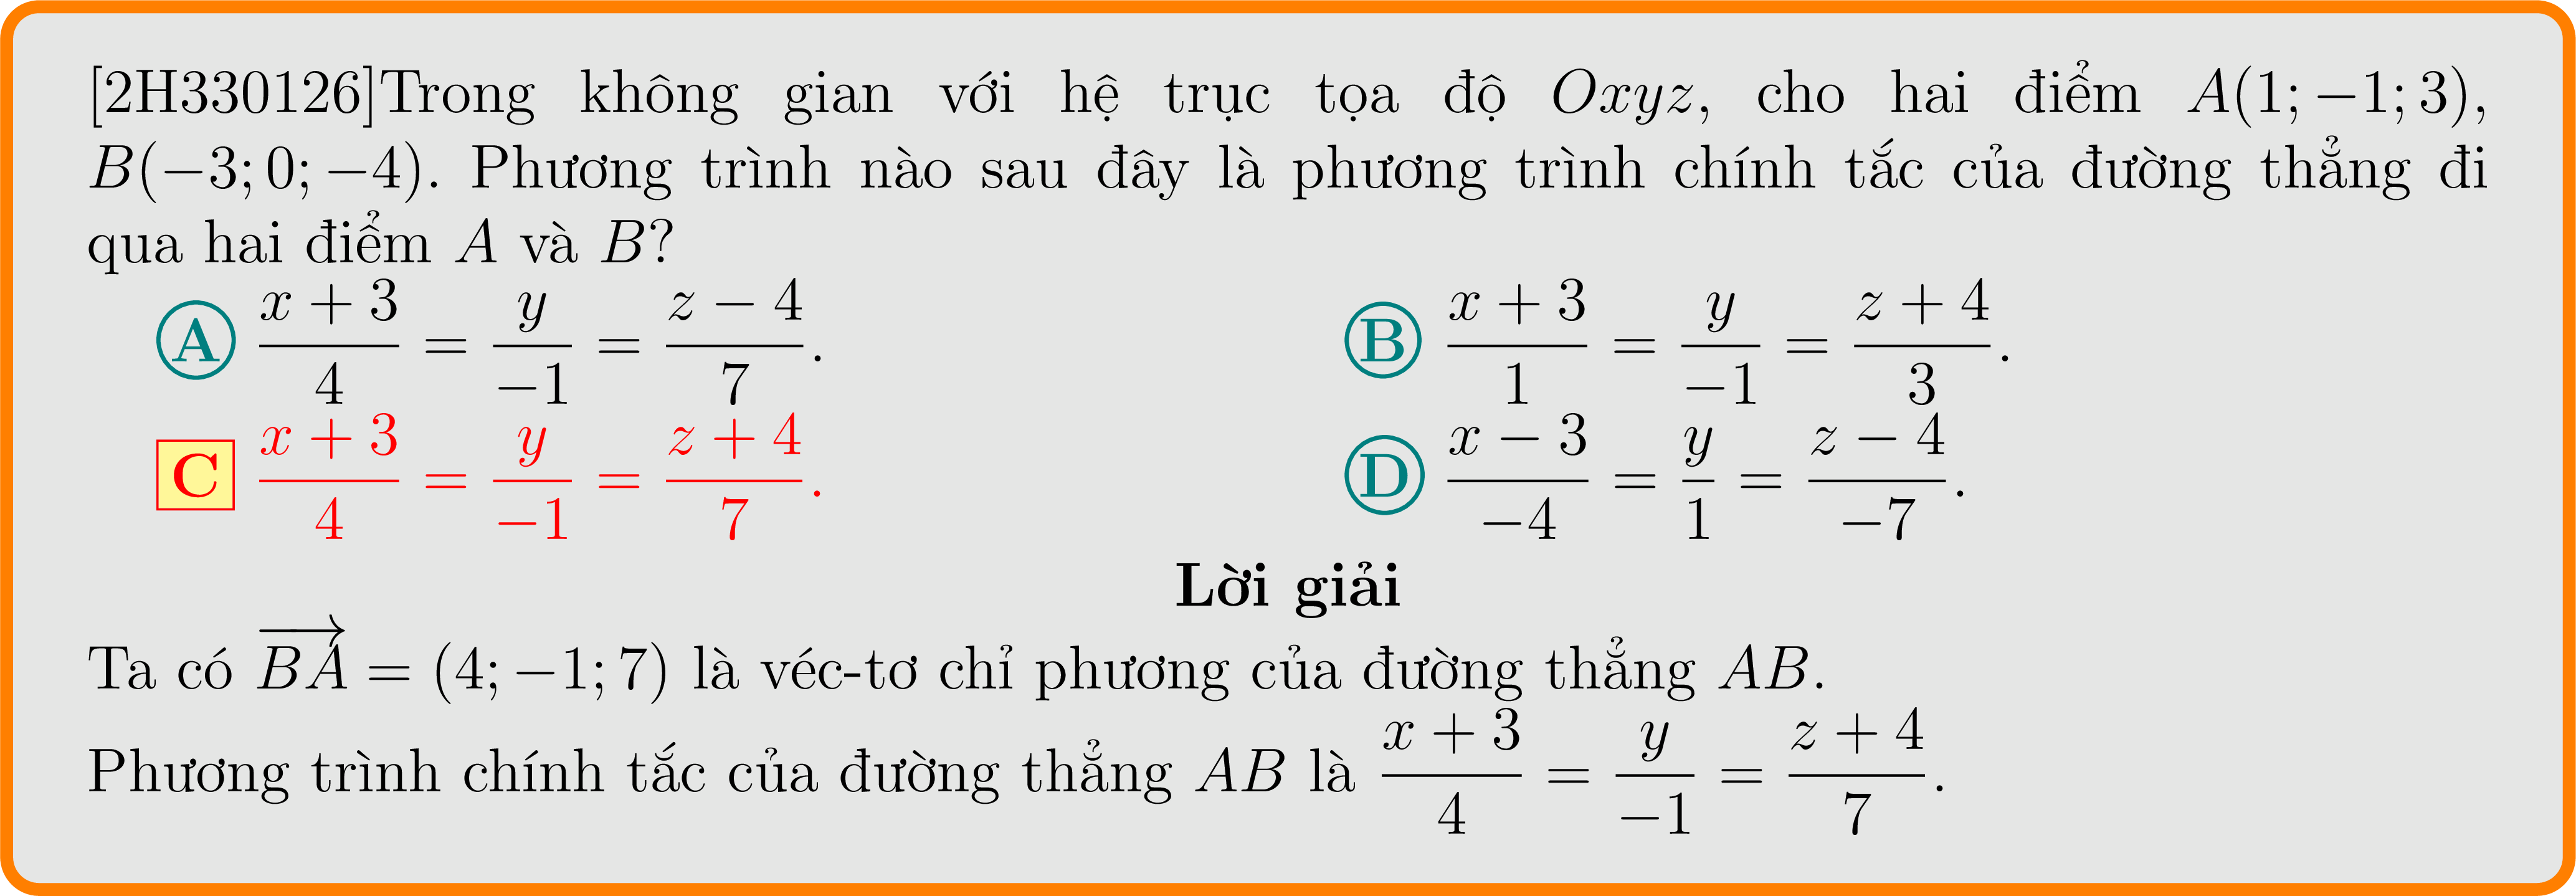 [2H330126]Trong không gian với hệ trục tọa độ Oxyz, cho hai điểm A(1; −1; 3),
B(−3; 0; −4). Phương trình nào sau đây là phương trình chính tắc của đường thẳng đi
qua hai điểm A và B?
A \frac{x+3}{4} = \frac{y}{-1} = \frac{z-4}{7}. B \frac{x+3}{1} = \frac{y}{-1} = \frac{z+4}{3}.
C \frac{x+3}{4} = \frac{y}{-1} = \frac{z+4}{7}. D \frac{x-3}{-4} = \frac{y}{1} = \frac{z-4}{-7}.
Lời giải
Ta có \overrightarrow{BA} = (4; −1; 7) là véc-tơ chỉ phương của đường thẳng AB.
Phương trình chính tắc của đường thẳng AB là \frac{x+3}{4} = \frac{y}{-1} = \frac{z+4}{7}.